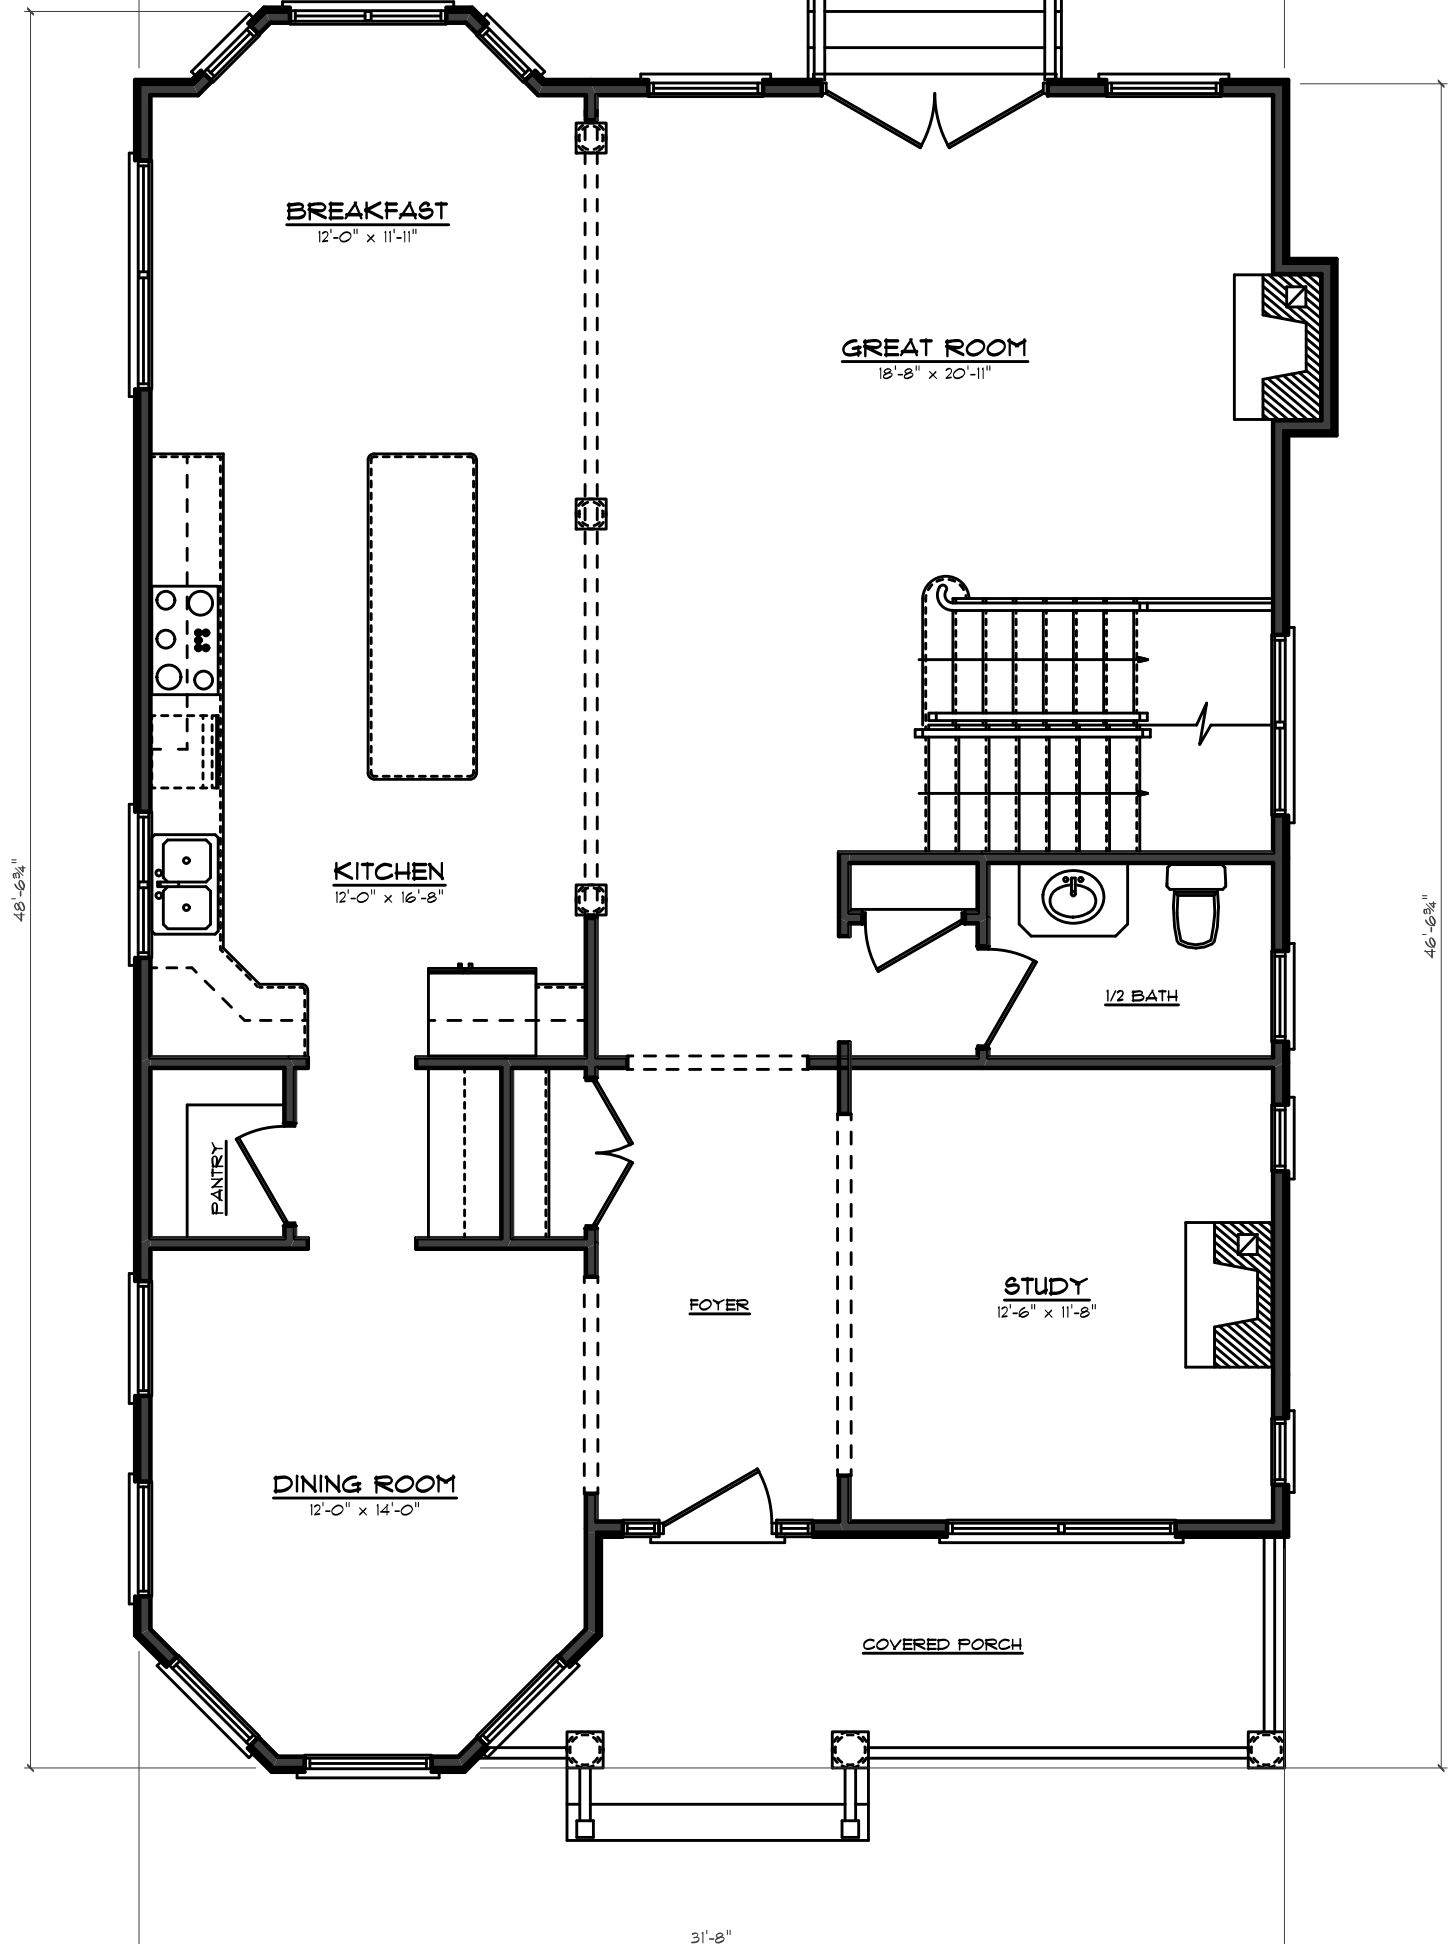 BREAKFAST
12'-0" x 11'-11"
GREAT ROOM
18'-8" x 20'-11"
KITCHEN
12'-0" x 16'-8"
48'-6¾"
46'-6¾"
1/2 BATH
PANTRY
FOYER
STUDY
12'-6" x 11'-8"
DINING ROOM
12'-0" x 14'-0"
COVERED PORCH
31'-8"